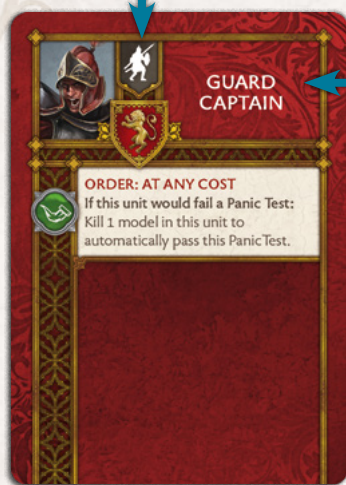 GUARD
CAPTAIN
ORDER: AT ANY COST
If this unit would fail a Panic Test:
Kill 1 model in this unit to
automatically pass this Panic Test.